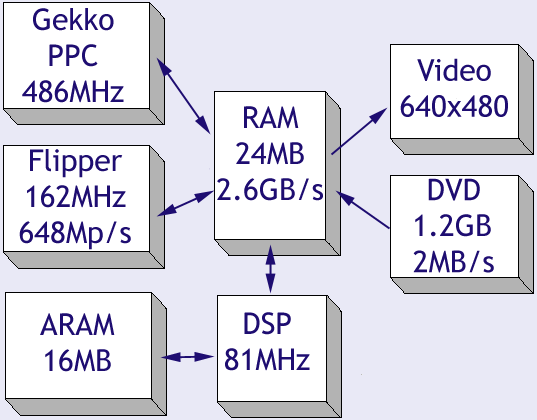 Gekko
PPC
486MHz
Flipper
162MHz
648Mp/s
ARAM
16MB
RAM
24MB
2.6GB/s
DSP
81MHz
Video
640x480
DVD
1.2GB
2MB/s